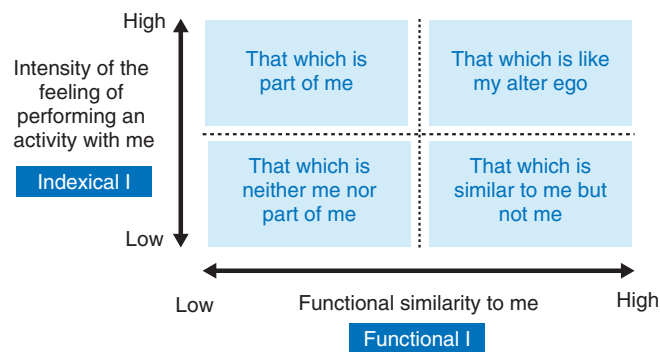 High
Intensity of the
feeling of
performing an
activity with me
Indexical I
Low
That which is
part of me
That which is like
my alter ego
That which is
neither me nor
part of me
That which is
similar to me but
not me
Low
Functional similarity to me
High
Functional I